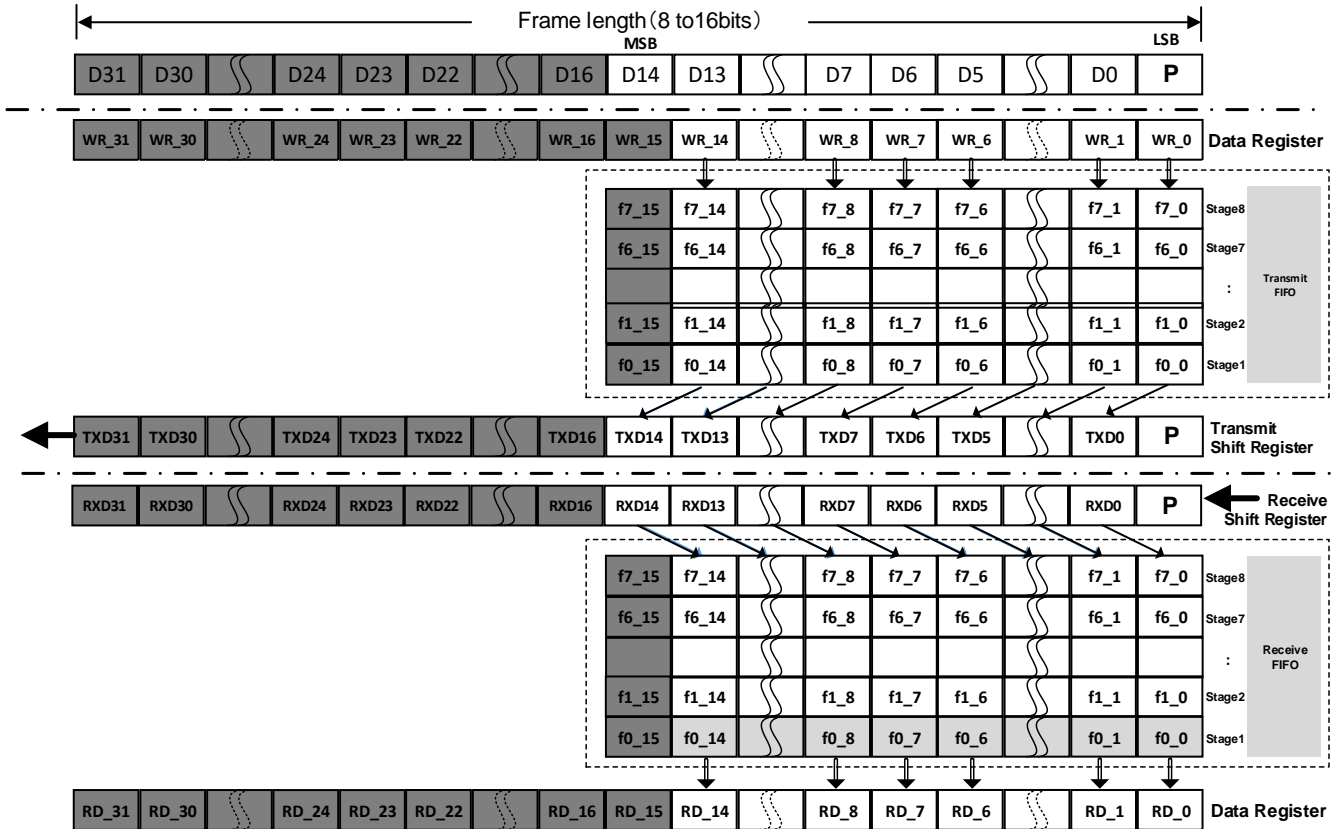 Frame length(8 to16bits)
MSB LSB
D31 D30 D24 D23 D22 D16 D14 D13 D7 D6 D5 D0 P
WR_31 WR_30 WR_24 WR_23 WR_22 WR_16 WR_15 WR_14 WR_8 WR_7 WR_6 WR_1 WR_0 Data Register
f7_15 f7_14 f7_8 f7_7 f7_6 f7_1 f7_0 Stage8
f6_15 f6_14 f6_8 f6_7 f6_6 f6_1 f6_0 Stage7
:
Transmit
FIFO
f1_15 f1_14 f1_8 f1_7 f1_6 f1_1 f1_0 Stage2
f0_15 f0_14 f0_8 f0_7 f0_6 f0_1 f0_0 Stage1
TXD31 TXD30 TXD24 TXD23 TXD22 TXD16 TXD14 TXD13 TXD7 TXD6 TXD5 TXD0 P
Transmit
Shift Register
RXD31 RXD30 RXD24 RXD23 RXD22 RXD16 RXD14 RXD13 RXD7 RXD6 RXD5 RXD0 P
Receive
Shift Register
f7_15 f7_14 f7_8 f7_7 f7_6 f7_1 f7_0 Stage8
f6_15 f6_14 f6_8 f6_7 f6_6 f6_1 f6_0 Stage7
:
Receive
FIFO
f1_15 f1_14 f1_8 f1_7 f1_6 f1_1 f1_0 Stage2
f0_15 f0_14 f0_8 f0_7 f0_6 f0_1 f0_0 Stage1
RD_31 RD_30 RD_24 RD_23 RD_22 RD_16 RD_15 RD_14 RD_8 RD_7 RD_6 RD_1 RD_0 Data Register